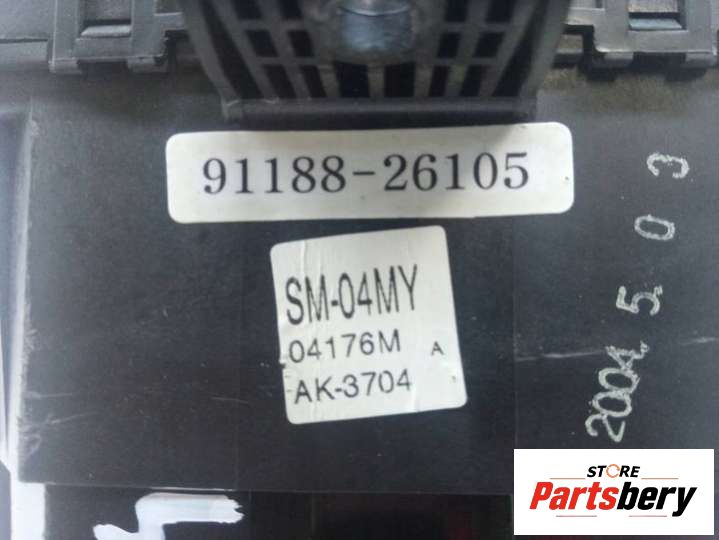 91188-26105
SM-04MY
04176M A
AK-3704
2004. 5. 03
STORE
Partsbery